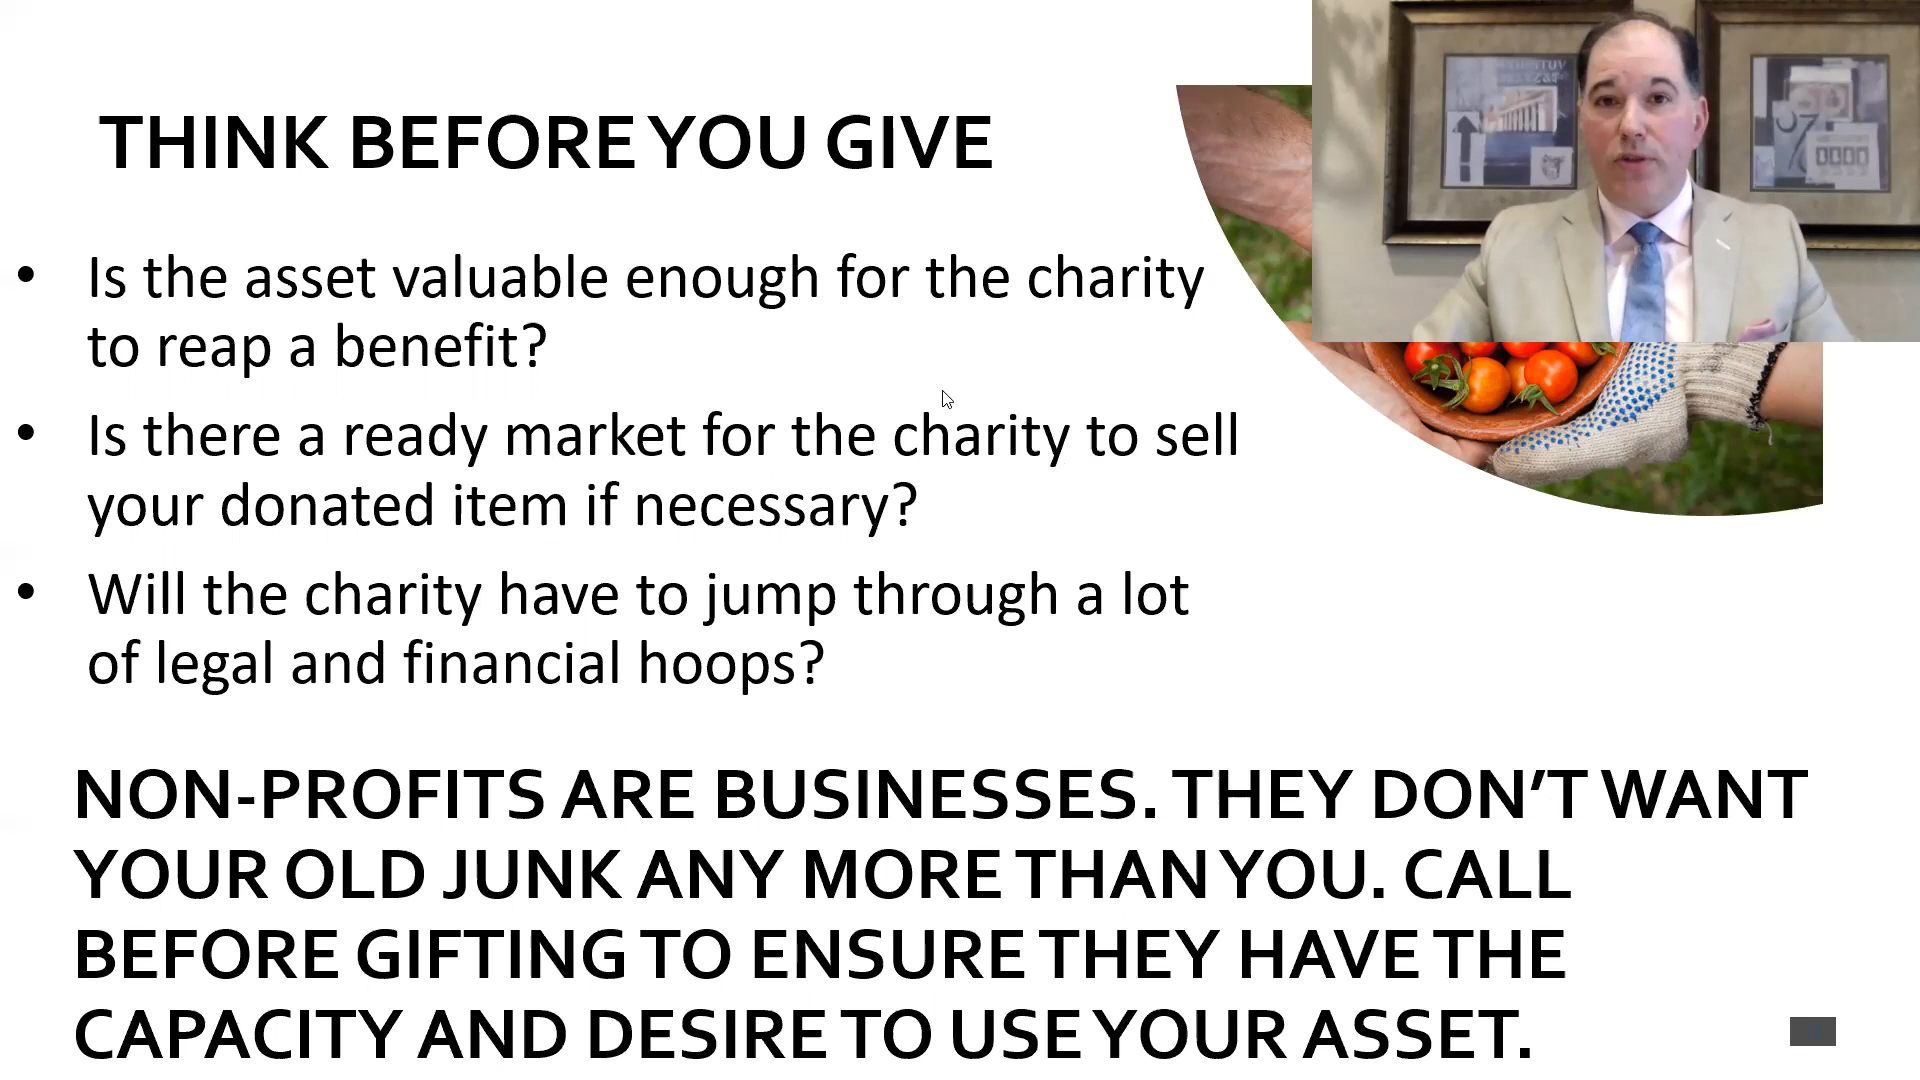 THINK BEFORE YOU GIVE
• Is the asset valuable enough for the charity
to reap a benefit?
• Is there a ready market for the charity to sell
your donated item if necessary?
• Will the charity have to jump through a lot
of legal and financial hoops?
NON-PROFITS ARE BUSINESSES. THEY DON’T WANT
YOUR OLD JUNK ANY MORE THAN YOU. CALL
BEFORE GIFTING TO ENSURE THEY HAVE THE
CAPACITY AND DESIRE TO USE YOUR ASSET.